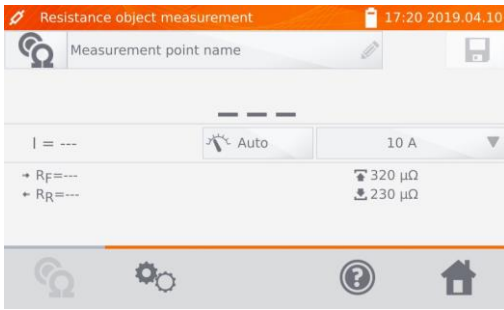 Resistance object measurement 17:20 2019.04.10
Measurement point name
---
I = --- Auto 10 A
→ RF=--- 320 µΩ
← RR=--- 230 µΩ